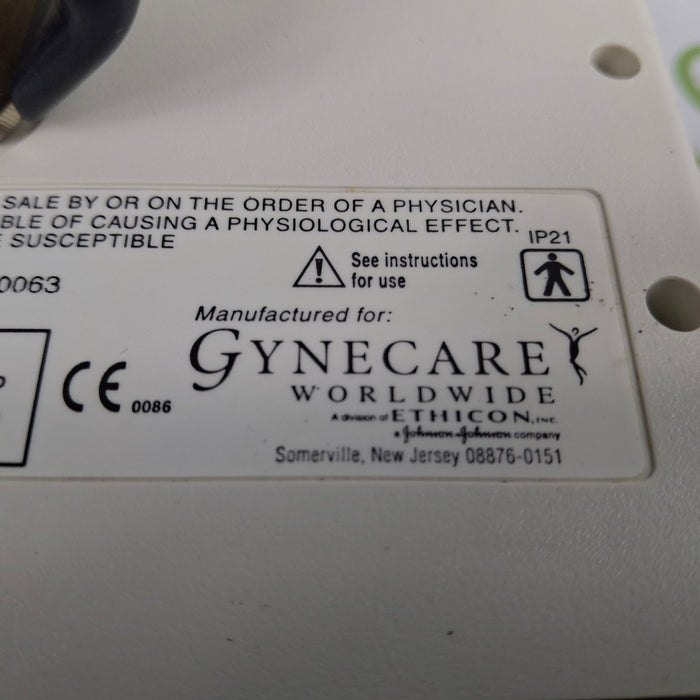 SALE BY OR ON THE ORDER OF A PHYSICIAN.
BLE OF CAUSING A PHYSIOLOGICAL EFFECT.
SUSCEPTIBLE
IP21
0063
See instructions
for use
Manufactured for:
GYNECARE
WORLDWIDE
CE 0086
A division of ETHICON, INC.
a Johnson & Johnson company
Somerville, New Jersey 08876-0151